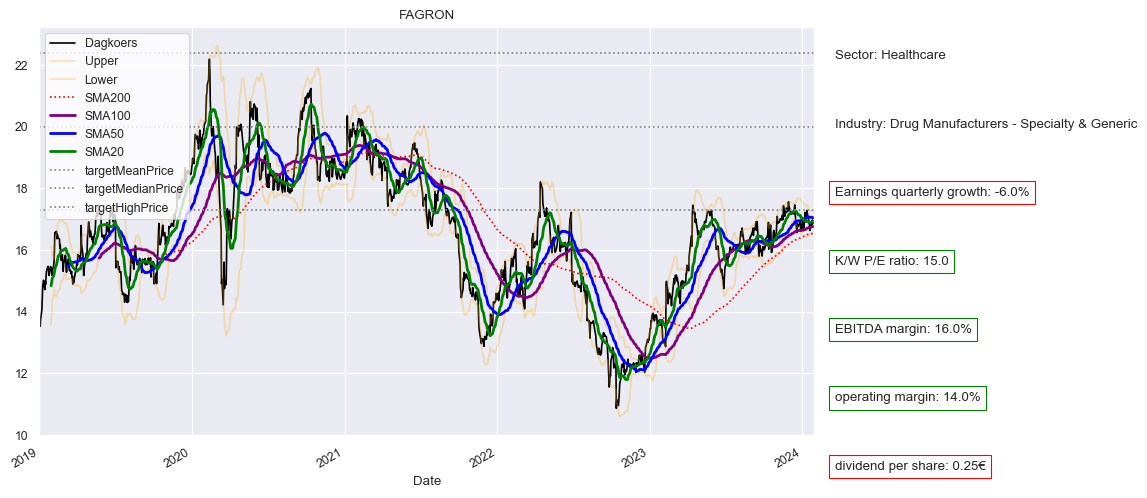 FAGRON
Dagkoers
Upper
Lower
SMA200
SMA100
SMA50
SMA20
targetMeanPrice
targetMedianPrice
targetHighPrice
22
20
18
16
14
12
10
2019
2020
2021
2022
2023
2024
Date
Sector: Healthcare
Industry: Drug Manufacturers - Specialty & Generic
Earnings quarterly growth: -6.0%
K/W P/E ratio: 15.0
EBITDA margin: 16.0%
operating margin: 14.0%
dividend per share: 0.25€